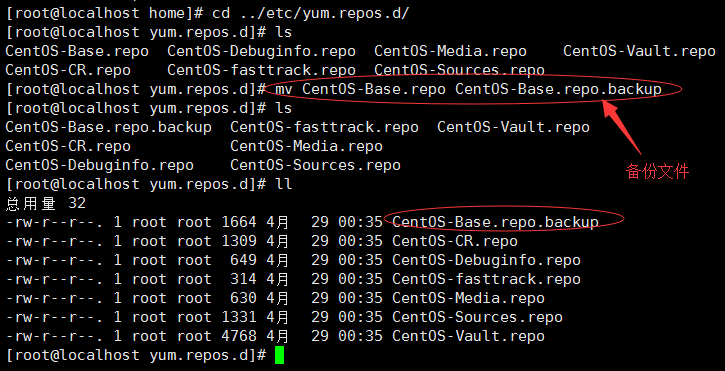 [root@localhost home]# cd ../etc/yum.repos.d/
[root@localhost yum.repos.d]# ls
CentOS-Base.repo  CentOS-Debuginfo.repo  CentOS-Media.repo    CentOS-Vault.repo
CentOS-CR.repo    CentOS-fasttrack.repo  CentOS-Sources.repo
[root@localhost yum.repos.d]# mv CentOS-Base.repo CentOS-Base.repo.backup
[root@localhost yum.repos.d]# ls
CentOS-Base.repo.backup  CentOS-fasttrack.repo  CentOS-Vault.repo
CentOS-CR.repo           CentOS-Media.repo
CentOS-Debuginfo.repo    CentOS-Sources.repo
备份文件
[root@localhost yum.repos.d]# ll
总用量 32
-rw-r--r--. 1 root root 1664 4月  29 00:35 CentOS-Base.repo.backup
-rw-r--r--. 1 root root 1309 4月  29 00:35 CentOS-CR.repo
-rw-r--r--. 1 root root  649 4月  29 00:35 CentOS-Debuginfo.repo
-rw-r--r--. 1 root root  314 4月  29 00:35 CentOS-fasttrack.repo
-rw-r--r--. 1 root root  630 4月  29 00:35 CentOS-Media.repo
-rw-r--r--. 1 root root 1331 4月  29 00:35 CentOS-Sources.repo
-rw-r--r--. 1 root root 4768 4月  29 00:35 CentOS-Vault.repo
[root@localhost yum.repos.d]#